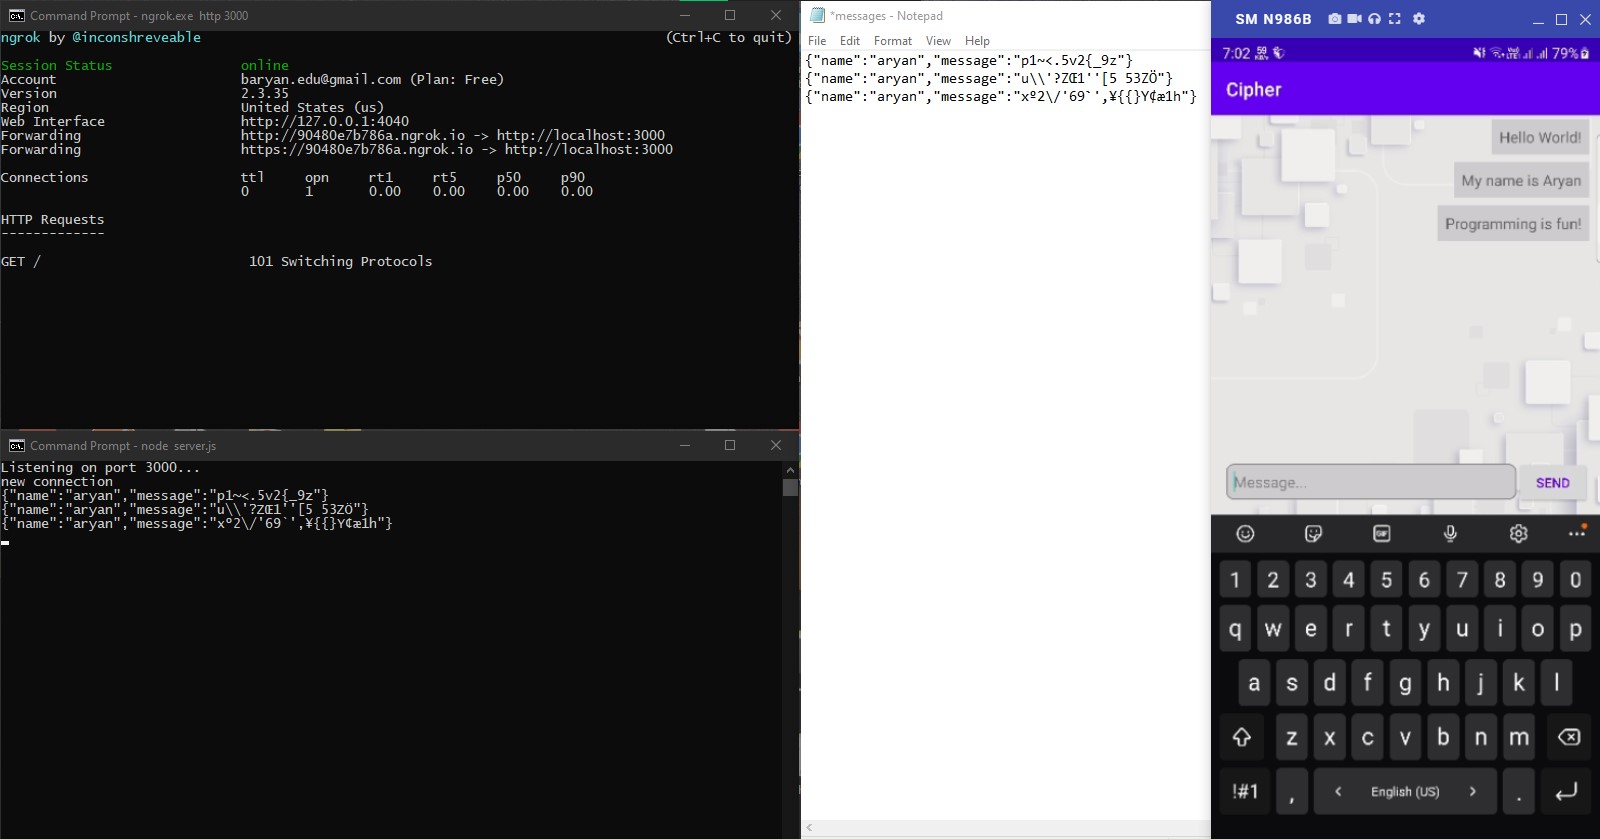 Command Prompt - ngrok.exe http 3000
ngrok by @inconshreveable (Ctrl+C to quit)
Session Status online
Account baryan.edu@gmail.com (Plan: Free)
Version 2.3.35
Region United States (us)
Web Interface http://127.0.0.1:4040
Forwarding http://90480e7b786a.ngrok.io -> http://localhost:3000
Forwarding https://90480e7b786a.ngrok.io -> http://localhost:3000
Connections ttl opn rt1 rt5 p50 p90
0 1 0.00 0.00 0.00 0.00
HTTP Requests
-------------
GET / 101 Switching Protocols
Command Prompt - node server.js
Listening on port 3000...
new connection
{"name":"aryan","message":"p1~<.5v2{_9z"}
{"name":"aryan","message":"u\\'?ZŒ1''[5 53ZÖ"}
{"name":"aryan","message":"xº2\/'69`',¥{{}Y¢æ1h"}
*messages - Notepad
File Edit Format View Help
{"name":"aryan","message":"p1~<.5v2{_9z"}
{"name":"aryan","message":"u\\'?ZŒ1''[5 53ZÖ"}
{"name":"aryan","message":"xº2\/'69`',¥{{}Y¢æ1h"}
SM N986B
7:02 59 KB/s 79%
Cipher
Hello World!
My name is Aryan
Programming is fun!
Message... SEND
GIF
1 2 3 4 5 6 7 8 9 0
q w e r t y u i o p
a s d f g h j k l
z x c v b n m
!#1 , < English (US) > .